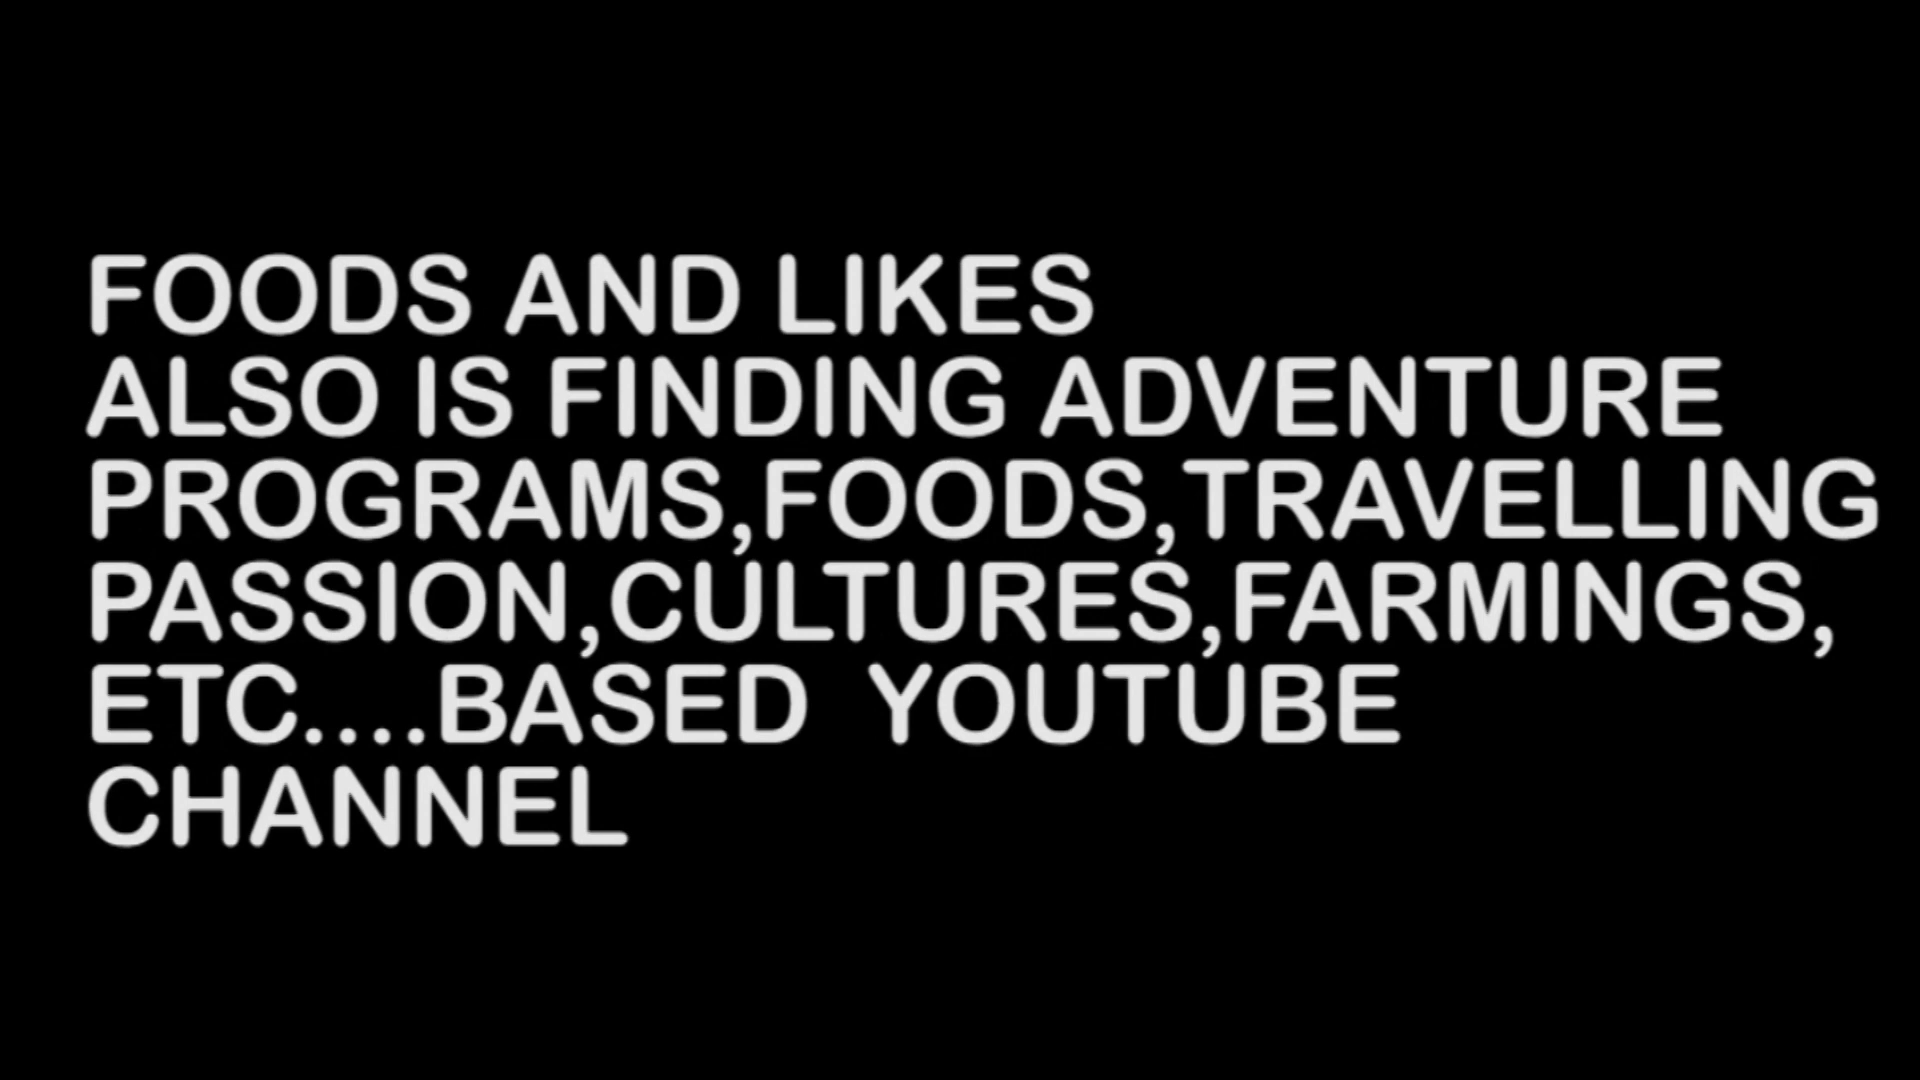 FOODS AND LIKES
ALSO IS FINDING ADVENTURE
PROGRAMS,FOODS,TRAVELLING
PASSION,CULTURES,FARMINGS,
ETC....BASED  YOUTUBE
CHANNEL